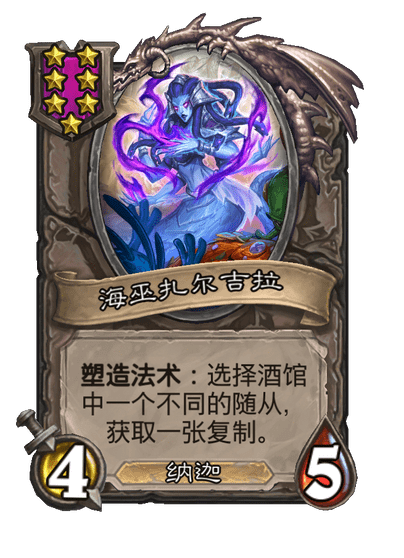 海巫扎尔吉拉
塑造法术：选择酒馆
中一个不同的随从，
获取一张复制。
4
纳迦
5